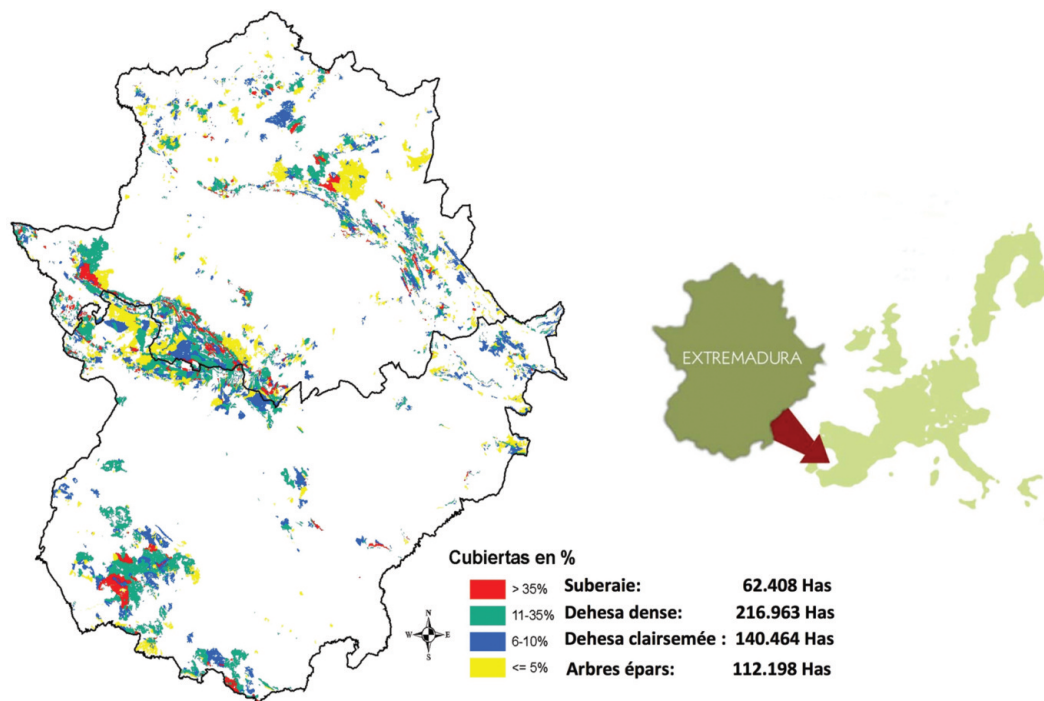 EXTREMADURA
Cubiertas en %
> 35% Suberaie: 62.408 Has
11-35% Dehesa dense: 216.963 Has
6-10% Dehesa clairsemée : 140.464 Has
<= 5% Arbres épars: 112.198 Has
N
W E
S